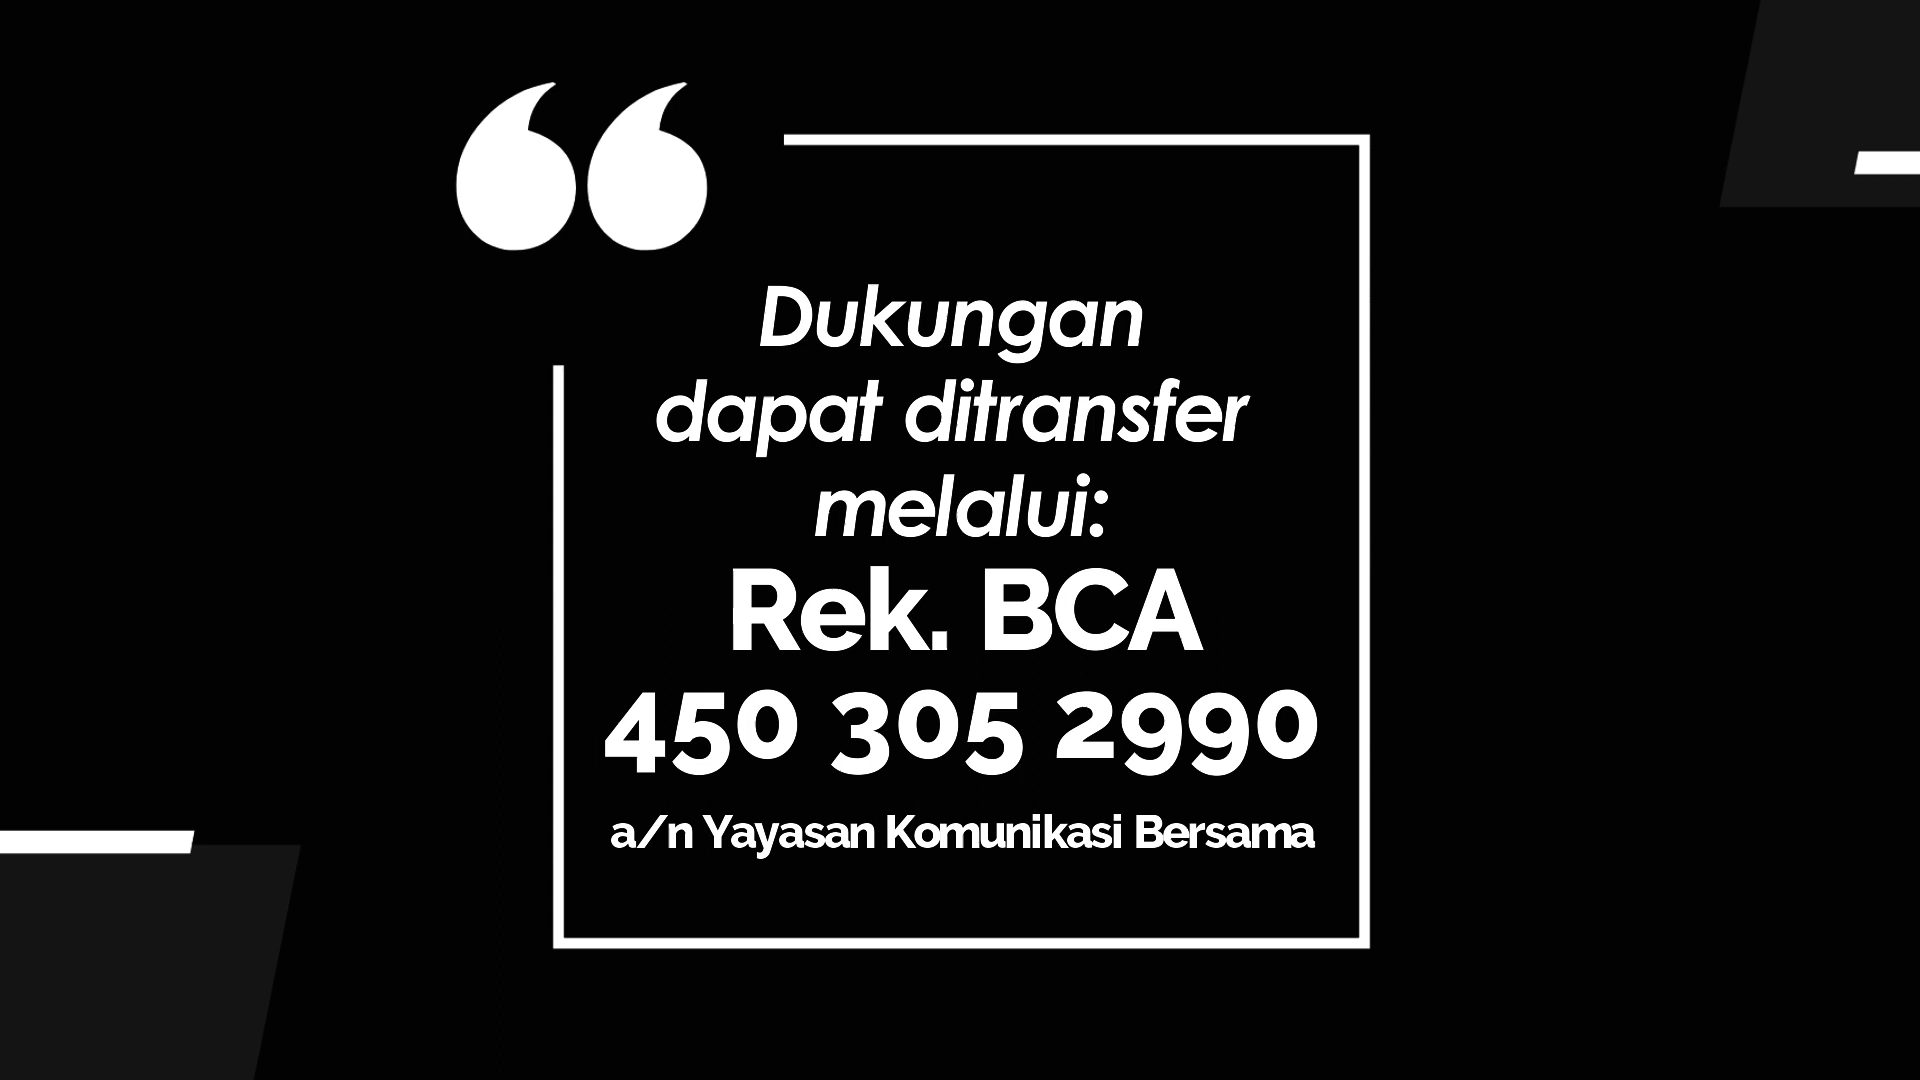 Dukungan
dapat ditransfer
melalui:
Rek. BCA
450 305 2990
a/n Yayasan Komunikasi Bersama